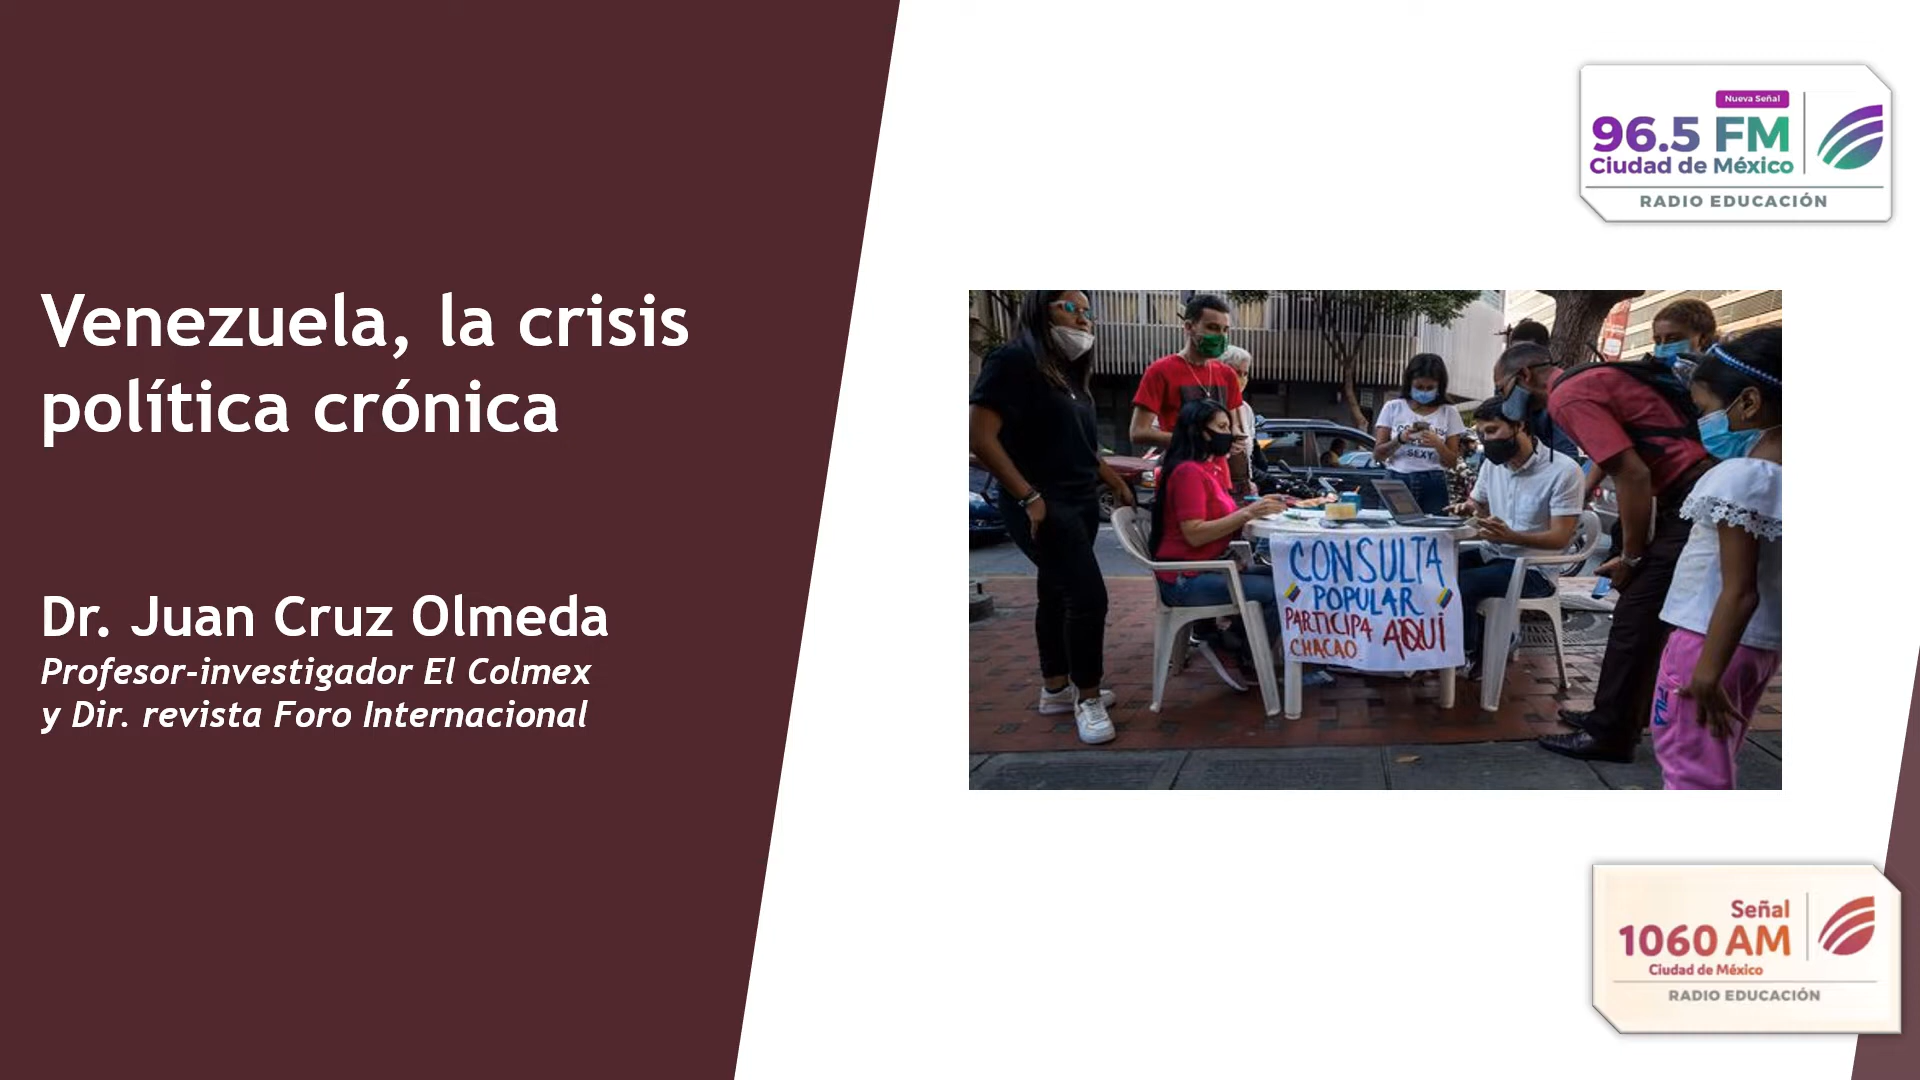 Venezuela, la crisis
política crónica
Dr. Juan Cruz Olmeda
Profesor-investigador El Colmex
y Dir. revista Foro Internacional
Nueva Señal
96.5 FM
Ciudad de México
RADIO EDUCACIÓN
SEXY
CONSULTA
POPULAR
PARTICIPA AQUÍ
CHACAO
FILA
Señal
1060 AM
Ciudad de México
RADIO EDUCACIÓN